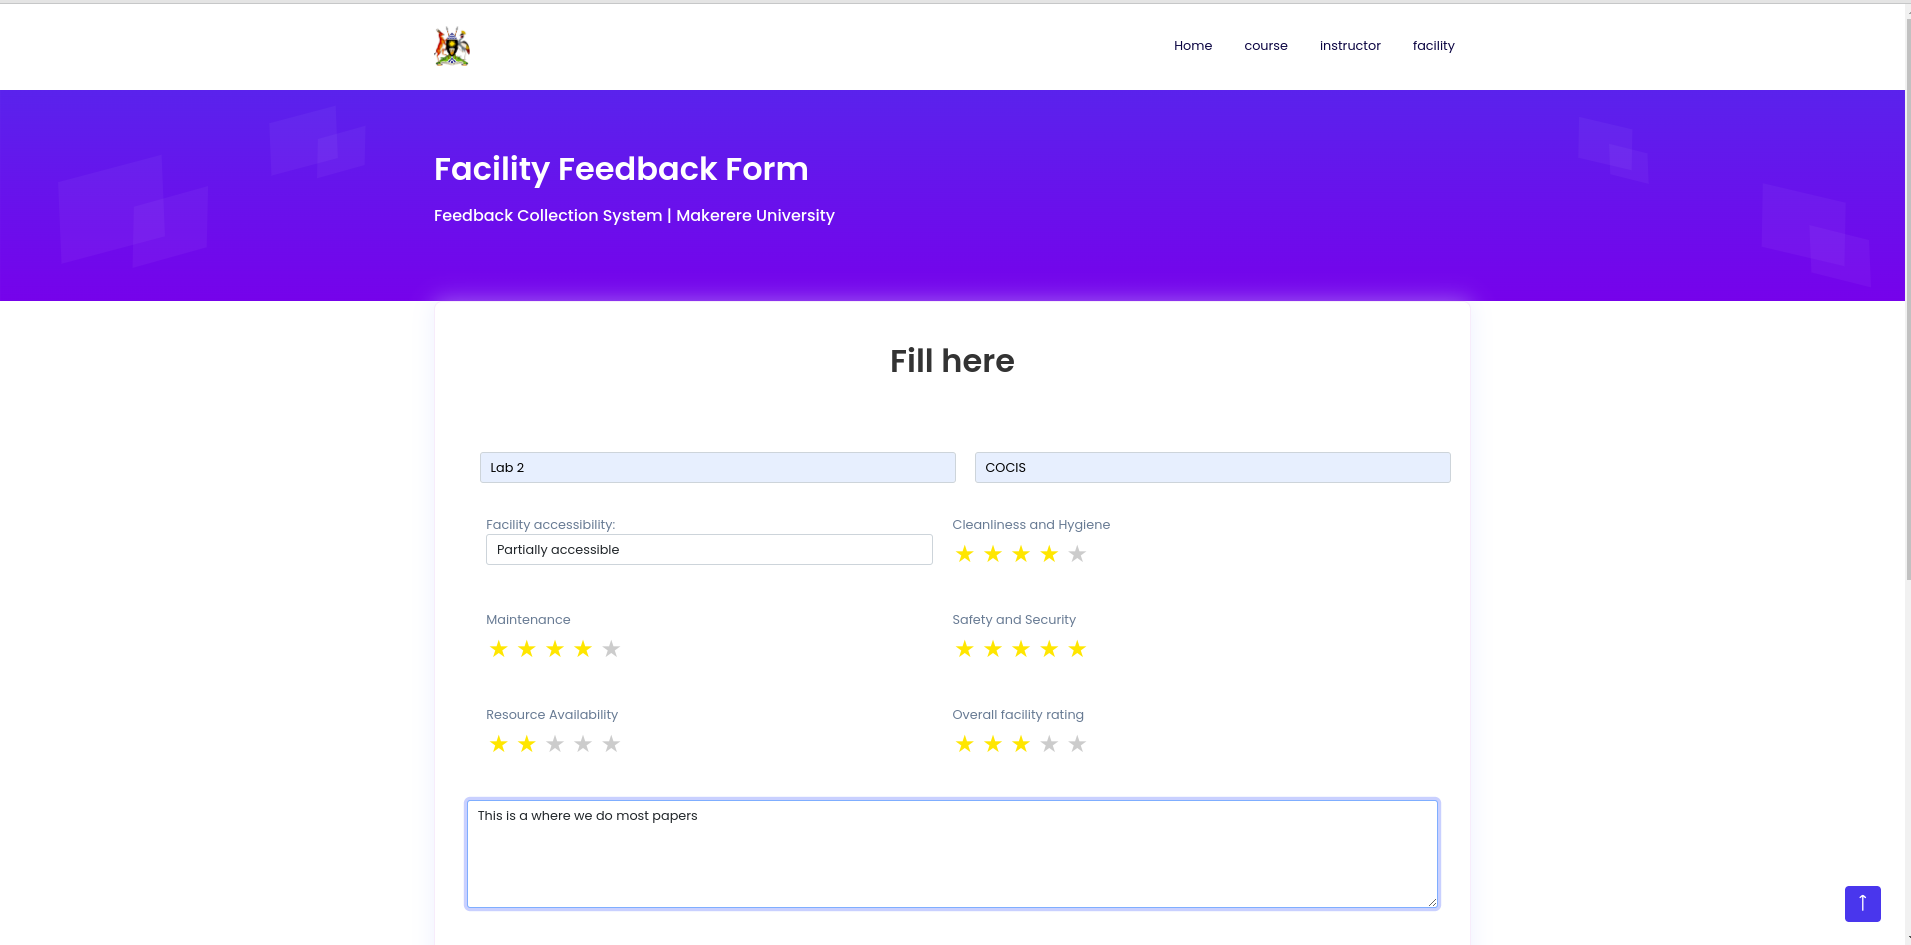 Home course instructor facility
Facility Feedback Form
Feedback Collection System | Makerere University
Fill here
Lab 2 COCIS
Facility accessibility: Cleanliness and Hygiene
Partially accessible
Maintenance Safety and Security
Resource Availability Overall facility rating
This is a where we do most papers